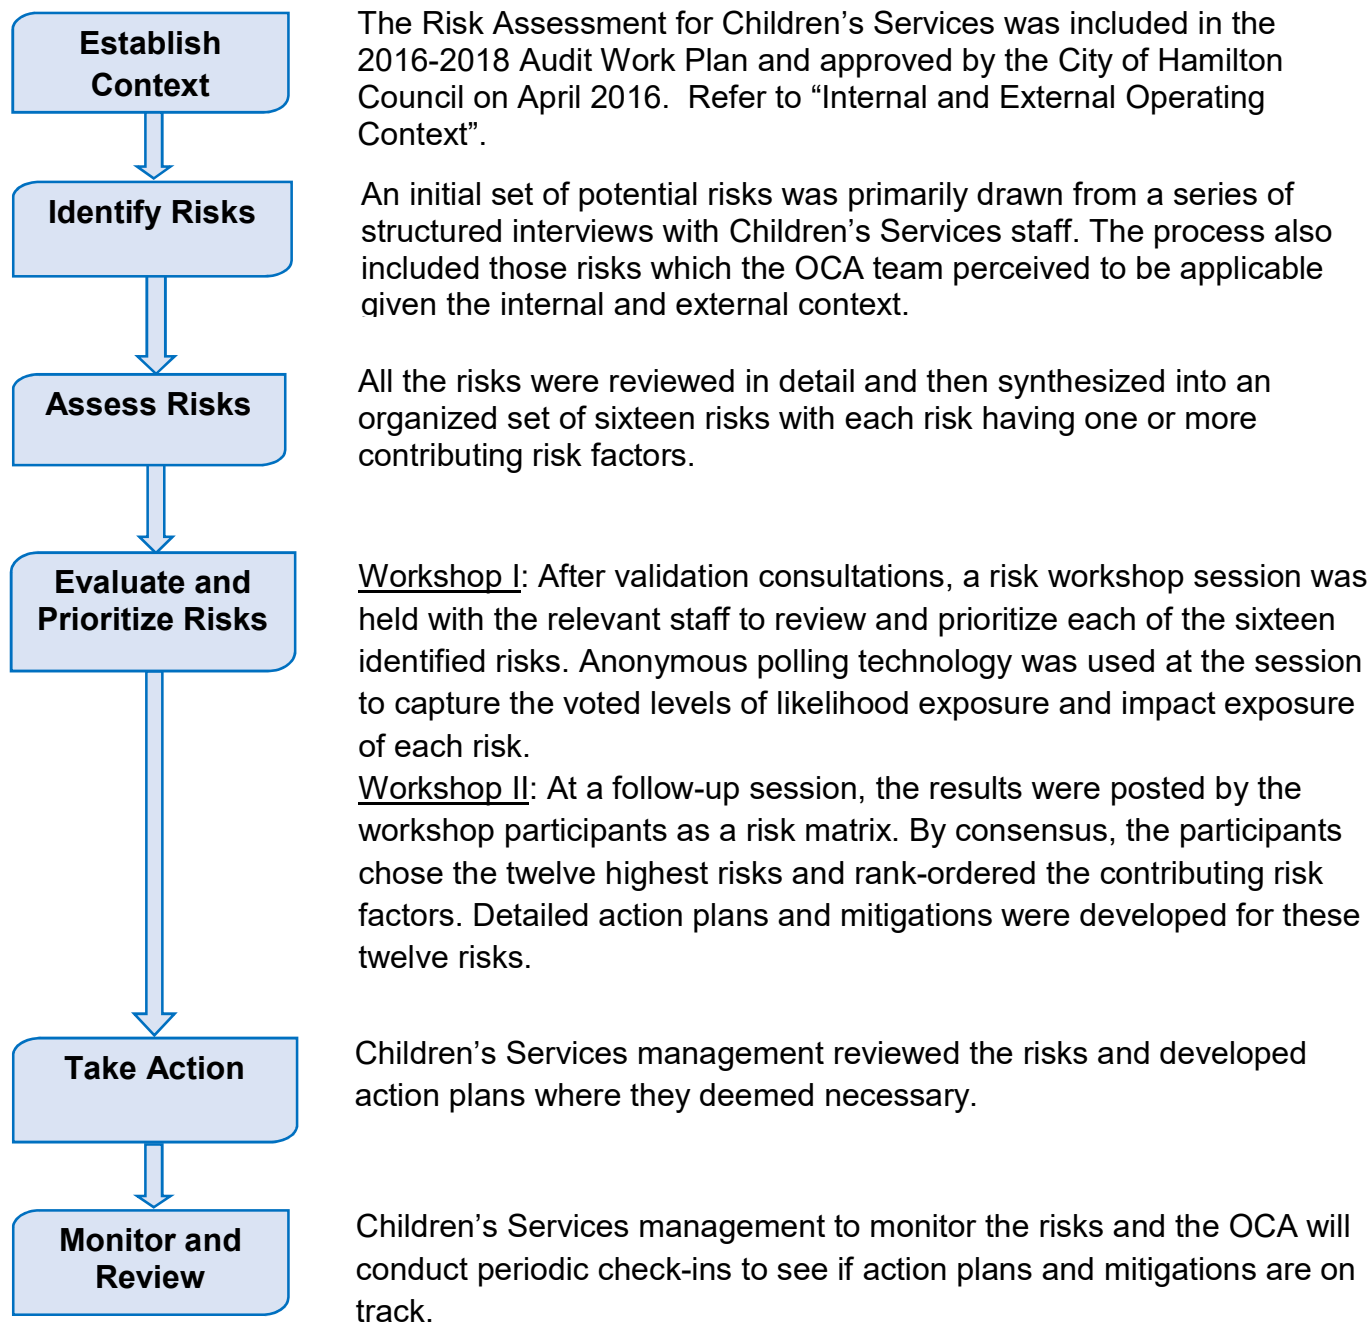 Establish
Context
The Risk Assessment for Children’s Services was included in the
2016-2018 Audit Work Plan and approved by the City of Hamilton
Council on April 2016.  Refer to “Internal and External Operating
Context”.
Identify Risks
An initial set of potential risks was primarily drawn from a series of
structured interviews with Children’s Services staff. The process also
included those risks which the OCA team perceived to be applicable
given the internal and external context.
Assess Risks
All the risks were reviewed in detail and then synthesized into an
organized set of sixteen risks with each risk having one or more
contributing risk factors.
Evaluate and
Prioritize Risks
Workshop I: After validation consultations, a risk workshop session was
held with the relevant staff to review and prioritize each of the sixteen
identified risks. Anonymous polling technology was used at the session
to capture the voted levels of likelihood exposure and impact exposure
of each risk.
Workshop II: At a follow-up session, the results were posted by the
workshop participants as a risk matrix. By consensus, the participants
chose the twelve highest risks and rank-ordered the contributing risk
factors. Detailed action plans and mitigations were developed for these
twelve risks.
Take Action
Children’s Services management reviewed the risks and developed
action plans where they deemed necessary.
Monitor and
Review
Children’s Services management to monitor the risks and the OCA will
conduct periodic check-ins to see if action plans and mitigations are on
track.